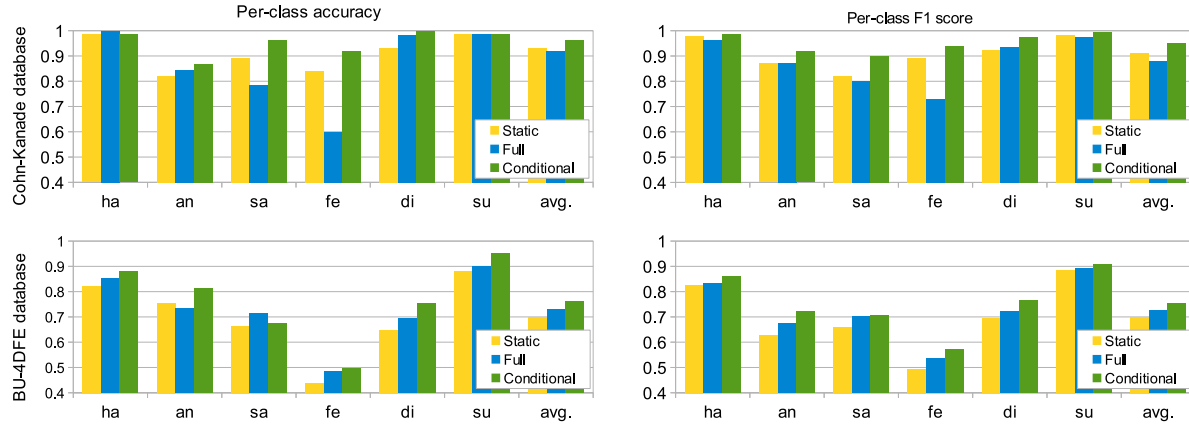 Per-class accuracy
Cohn-Kanade database
1
0.9
0.8
0.7
0.6
0.5
0.4
Static
Full
Conditional
ha an sa fe di su avg.
Per-class F1 score
1
0.9
0.8
0.7
0.6
0.5
0.4
Static
Full
Conditional
ha an sa fe di su avg.
BU-4DFE database
1
0.9
0.8
0.7
0.6
0.5
0.4
Static
Full
Conditional
ha an sa fe di su avg.
1
0.9
0.8
0.7
0.6
0.5
0.4
Static
Full
Conditional
ha an sa fe di su avg.